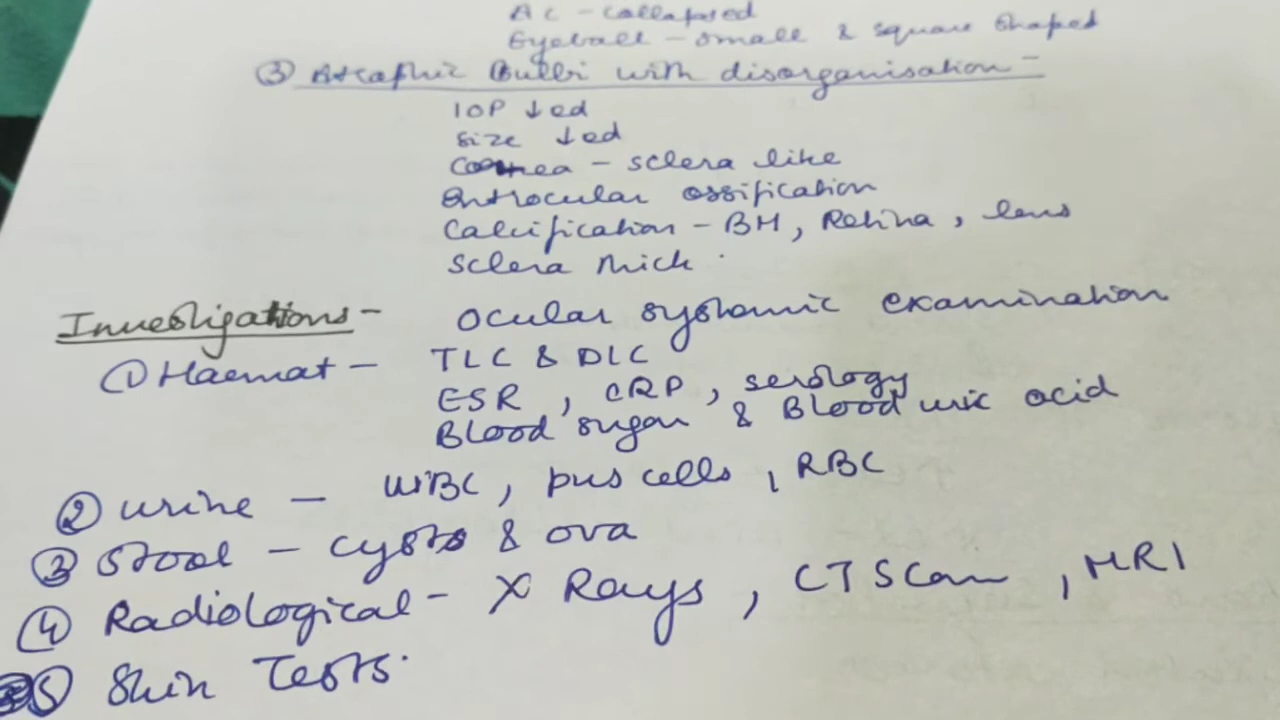 AC - collapsed
Eyeball - small & square shaped
③ Atrophic Bulbi with disorganisation -
IOP ↓ed
Size ↓ed
Cornea - sclera like
Intraocular ossification
Calcification - BM, Retina, lens
Sclera thick.
Investigations - Ocular systemic examination
① Haemat - TLC & DLC
ESR, CRP, serology
Blood sugar & Blood uric acid
② Urine - WBC, pus cells, RBC
③ Stool - cysts & ova
④ Radiological - X Rays, CT Scan, MRI
⑤ Skin Tests.